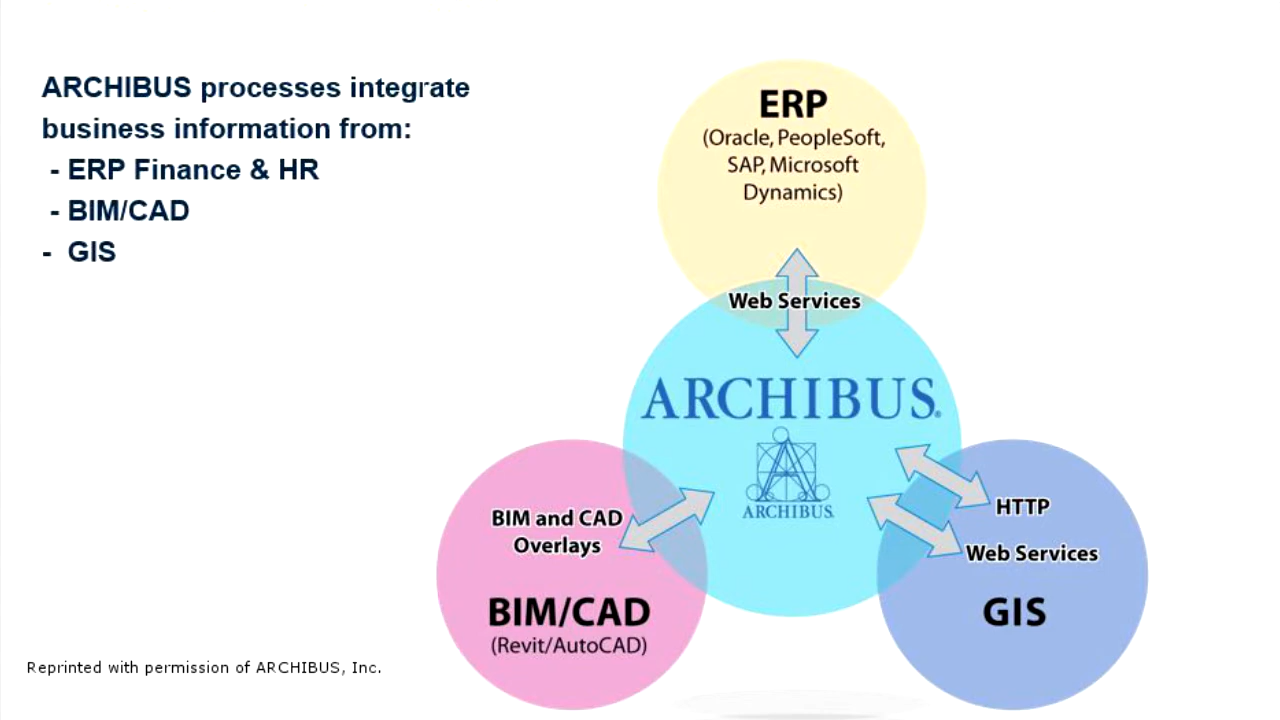 ARCHIBUS processes integrate
business information from:
- ERP Finance & HR
- BIM/CAD
- GIS
ERP
(Oracle, PeopleSoft,
SAP, Microsoft
Dynamics)
Web Services
ARCHIBUS®
ARCHIBUS.
BIM and CAD
Overlays
BIM/CAD
(Revit/AutoCAD)
HTTP
Web Services
GIS
Reprinted with permission of ARCHIBUS, Inc.